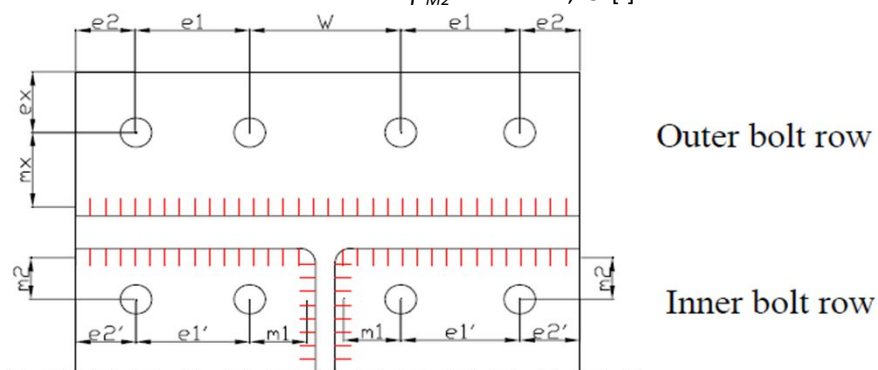 e2 e1 W e1 e2
ex
mx
Outer bolt row
m2
m2
Inner bolt row
e2' e1' m1 m1 e1' e2'